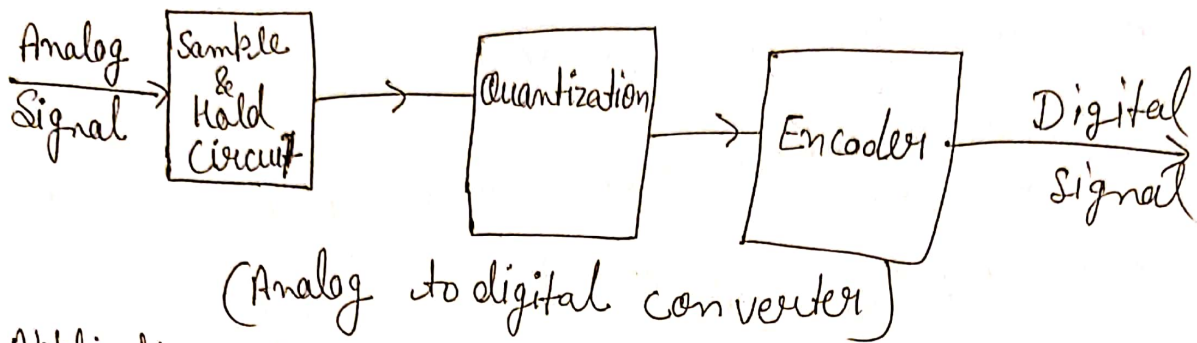 Analog
Signal
Sample
&
Hold
Circuit
Quantization
Encoder
Digital
Signal
(Analog to digital converter)